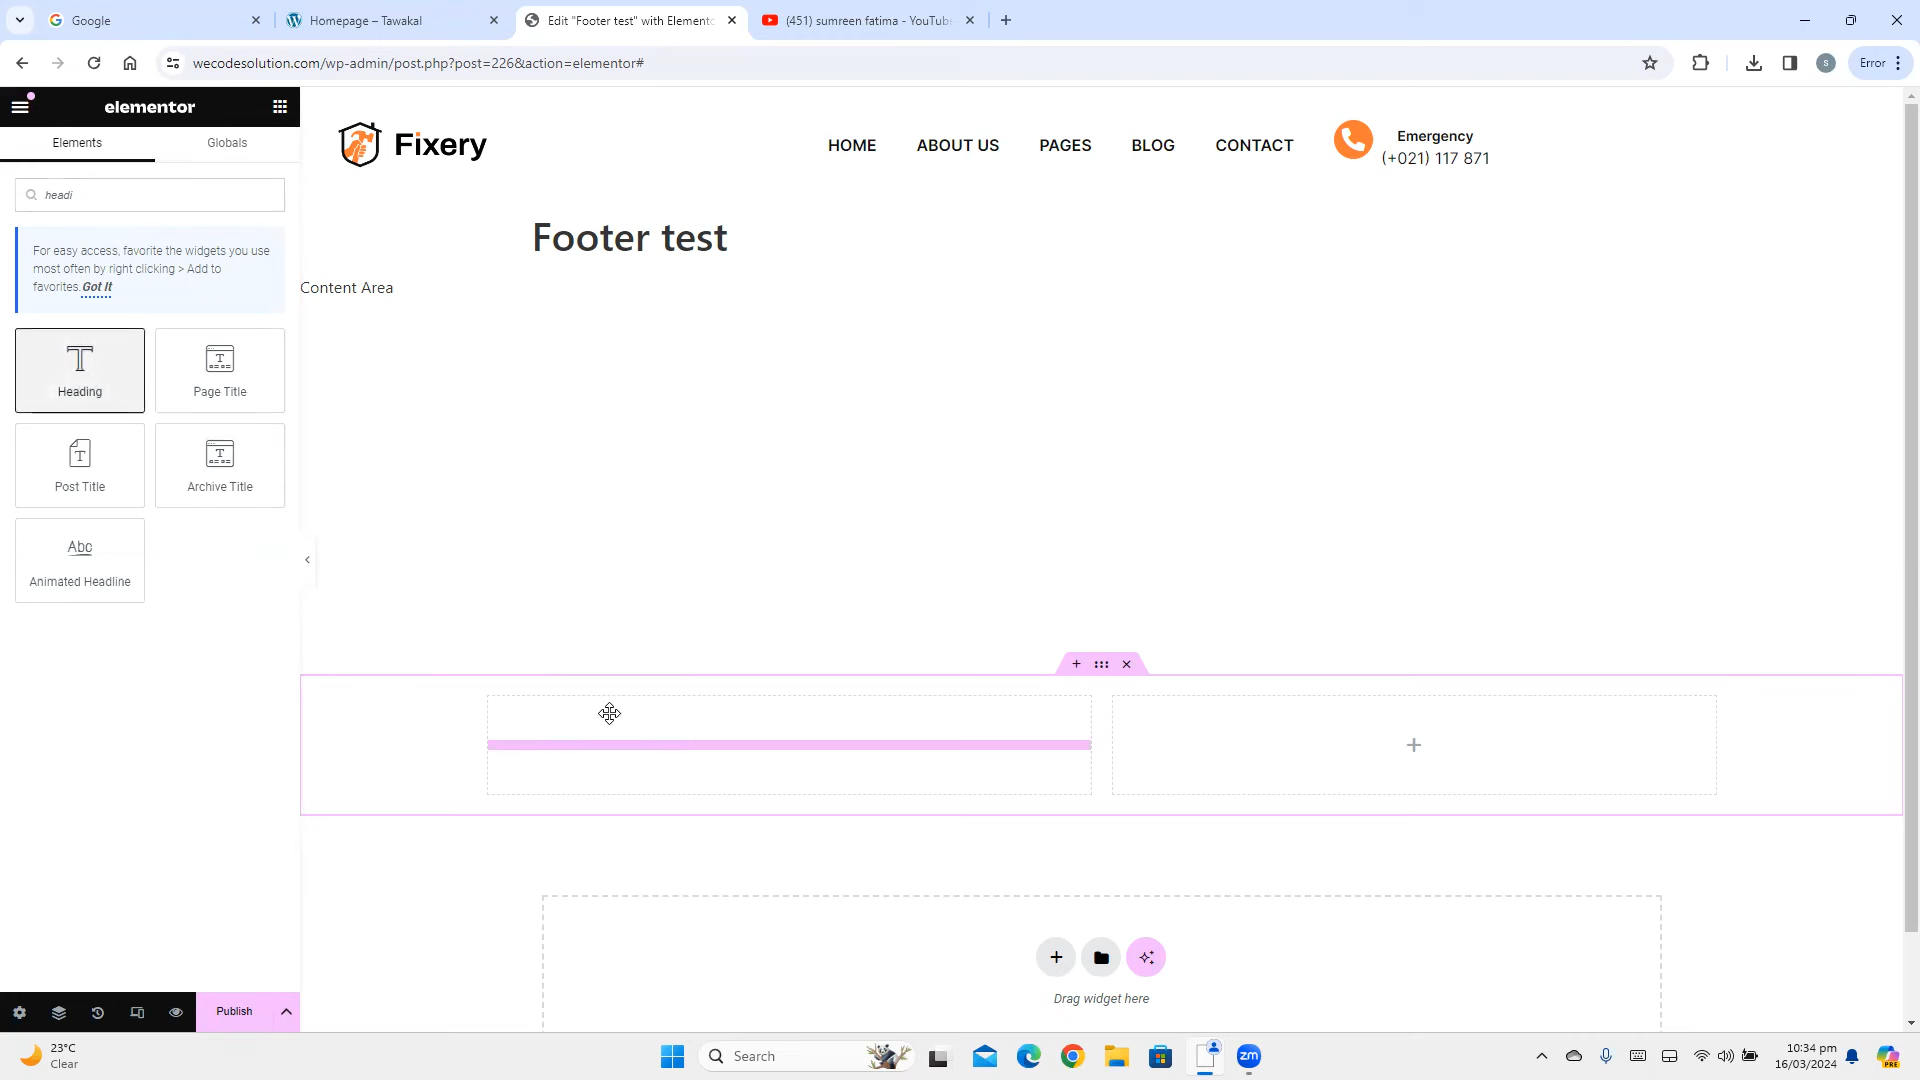 Google
Homepage – Tawakal
Edit "Footer test" with Elemento
(451) sumreen fatima - YouTube
wecodesolution.com/wp-admin/post.php?post=226&action=elementor#
S
Error
elementor
Elements
Globals
headi
For easy access, favorite the widgets you use
most often by right clicking > Add to
favorites. Got It
T
Heading
T
Page Title
T
Post Title
T
Archive Title
Abc
Animated Headline
Publish
Fixery
HOME
ABOUT US
PAGES
BLOG
CONTACT
Emergency
(+021) 117 871
Footer test
Content Area
Drag widget here
23°C
Clear
Search
zm
PRE
10:34 pm
16/03/2024